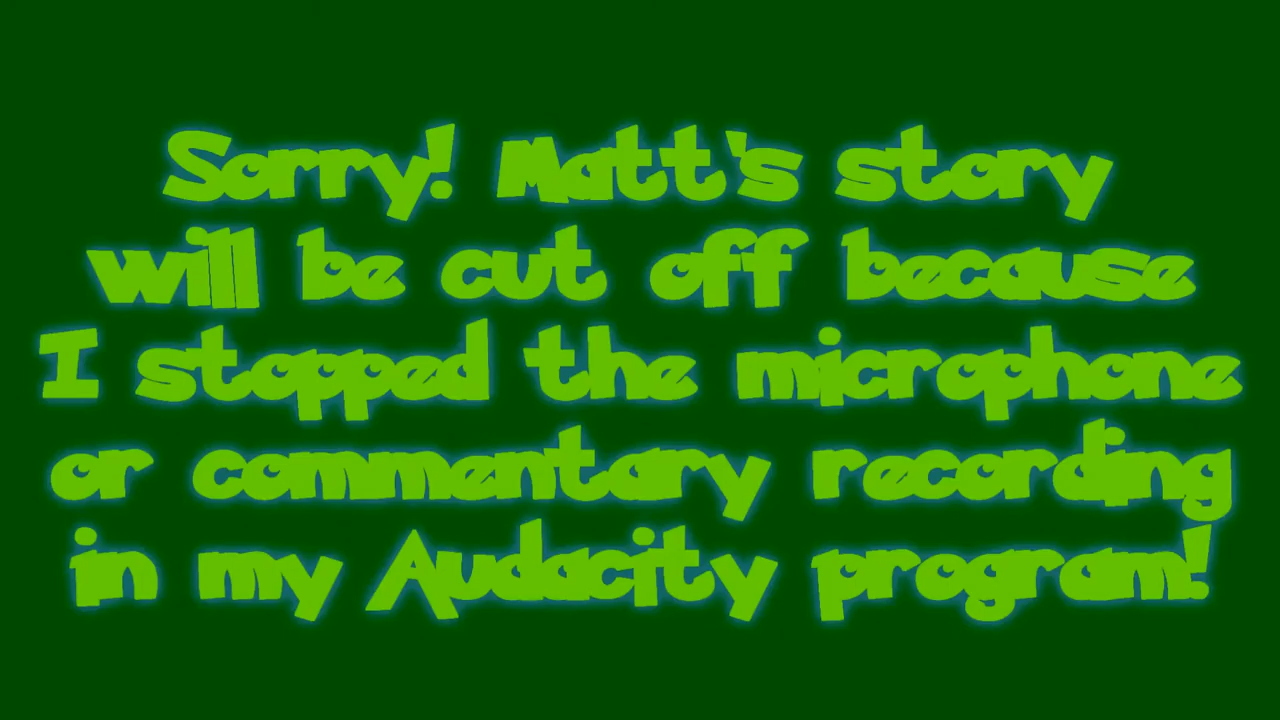 Sorry! Matt's story
will be cut off because
I stopped the microphone
or commentary recording
in my Audacity program!